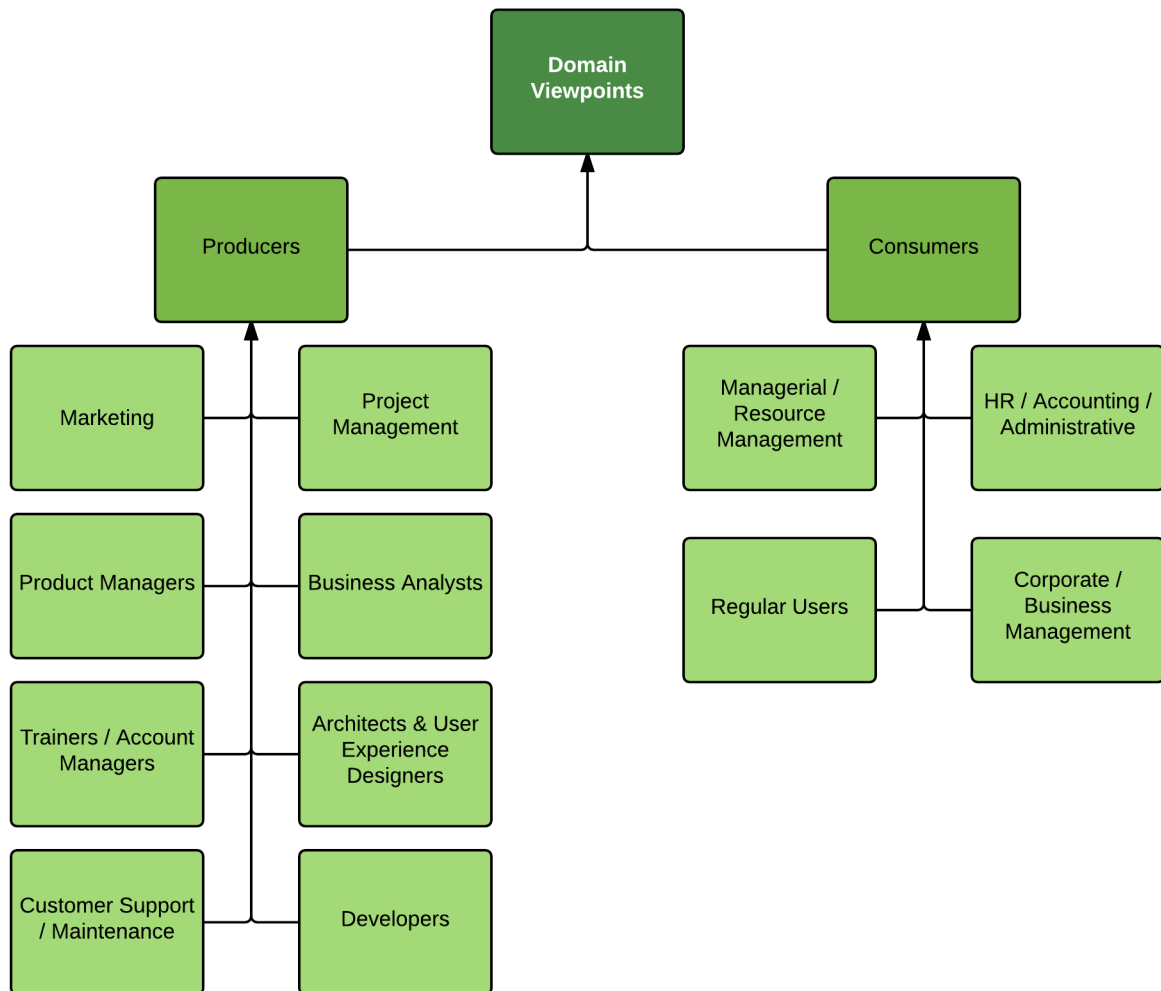 Domain
Viewpoints
Producers
Consumers
Marketing
Project
Management
Managerial /
Resource
Management
HR / Accounting /
Administrative
Product Managers
Business Analysts
Regular Users
Corporate /
Business
Management
Trainers / Account
Managers
Architects & User
Experience
Designers
Customer Support
/ Maintenance
Developers